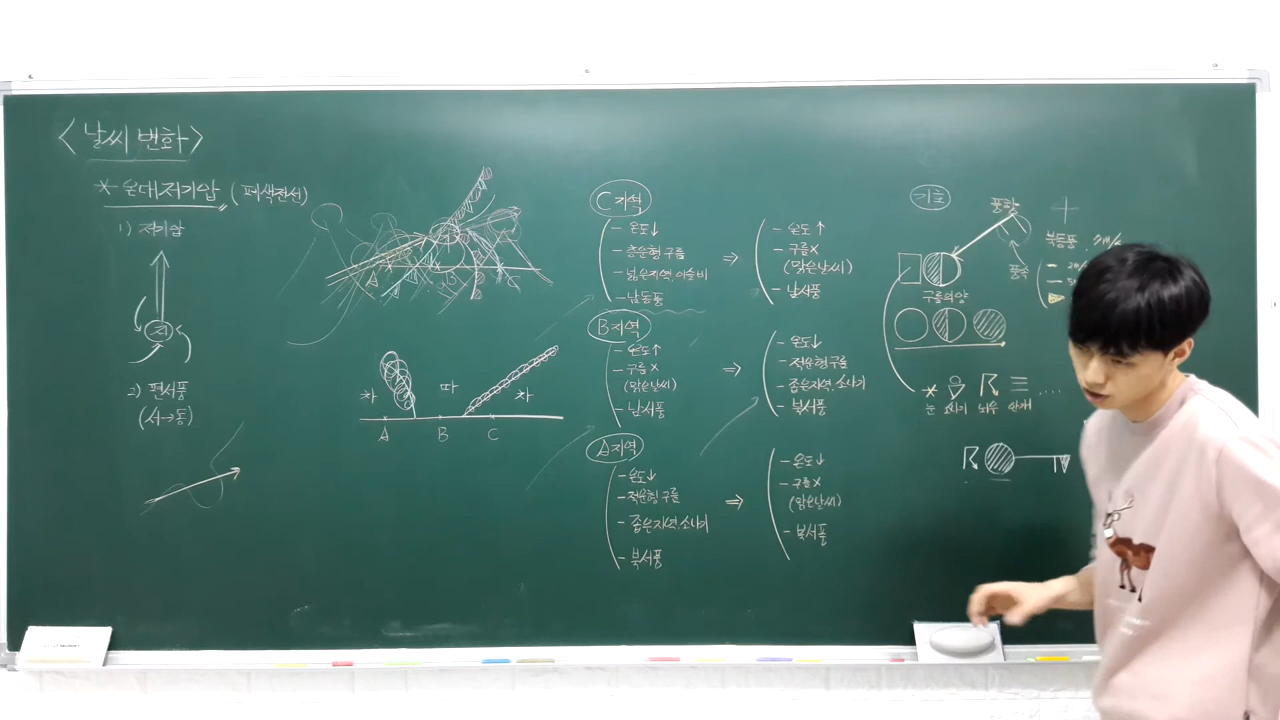 <날씨 변화>
* 온대저기압 (폐색전선)
1) 저기압
저
2) 편서풍
(서→동)
차
따
차
A
B
C
C 지역
- 온도↓
- 층운형 구름
- 넓은지역, 이슬비
- 남동풍
⇒
- 온도↑
- 구름×
(맑은날씨)
- 남서풍
B 지역
- 온도↑
- 구름×
(맑은날씨)
- 남서풍
⇒
- 온도↓
- 적운형구름
- 좁은지역, 소나기
- 북서풍
A 지역
- 온도↓
- 적운형 구름
- 좁은지역, 소나기
- 북서풍
⇒
- 온도↓
- 구름×
(맑은날씨)
- 북서풍
기호
풍향
풍속
북동풍
구름의양
눈 소나기 뇌우 안개